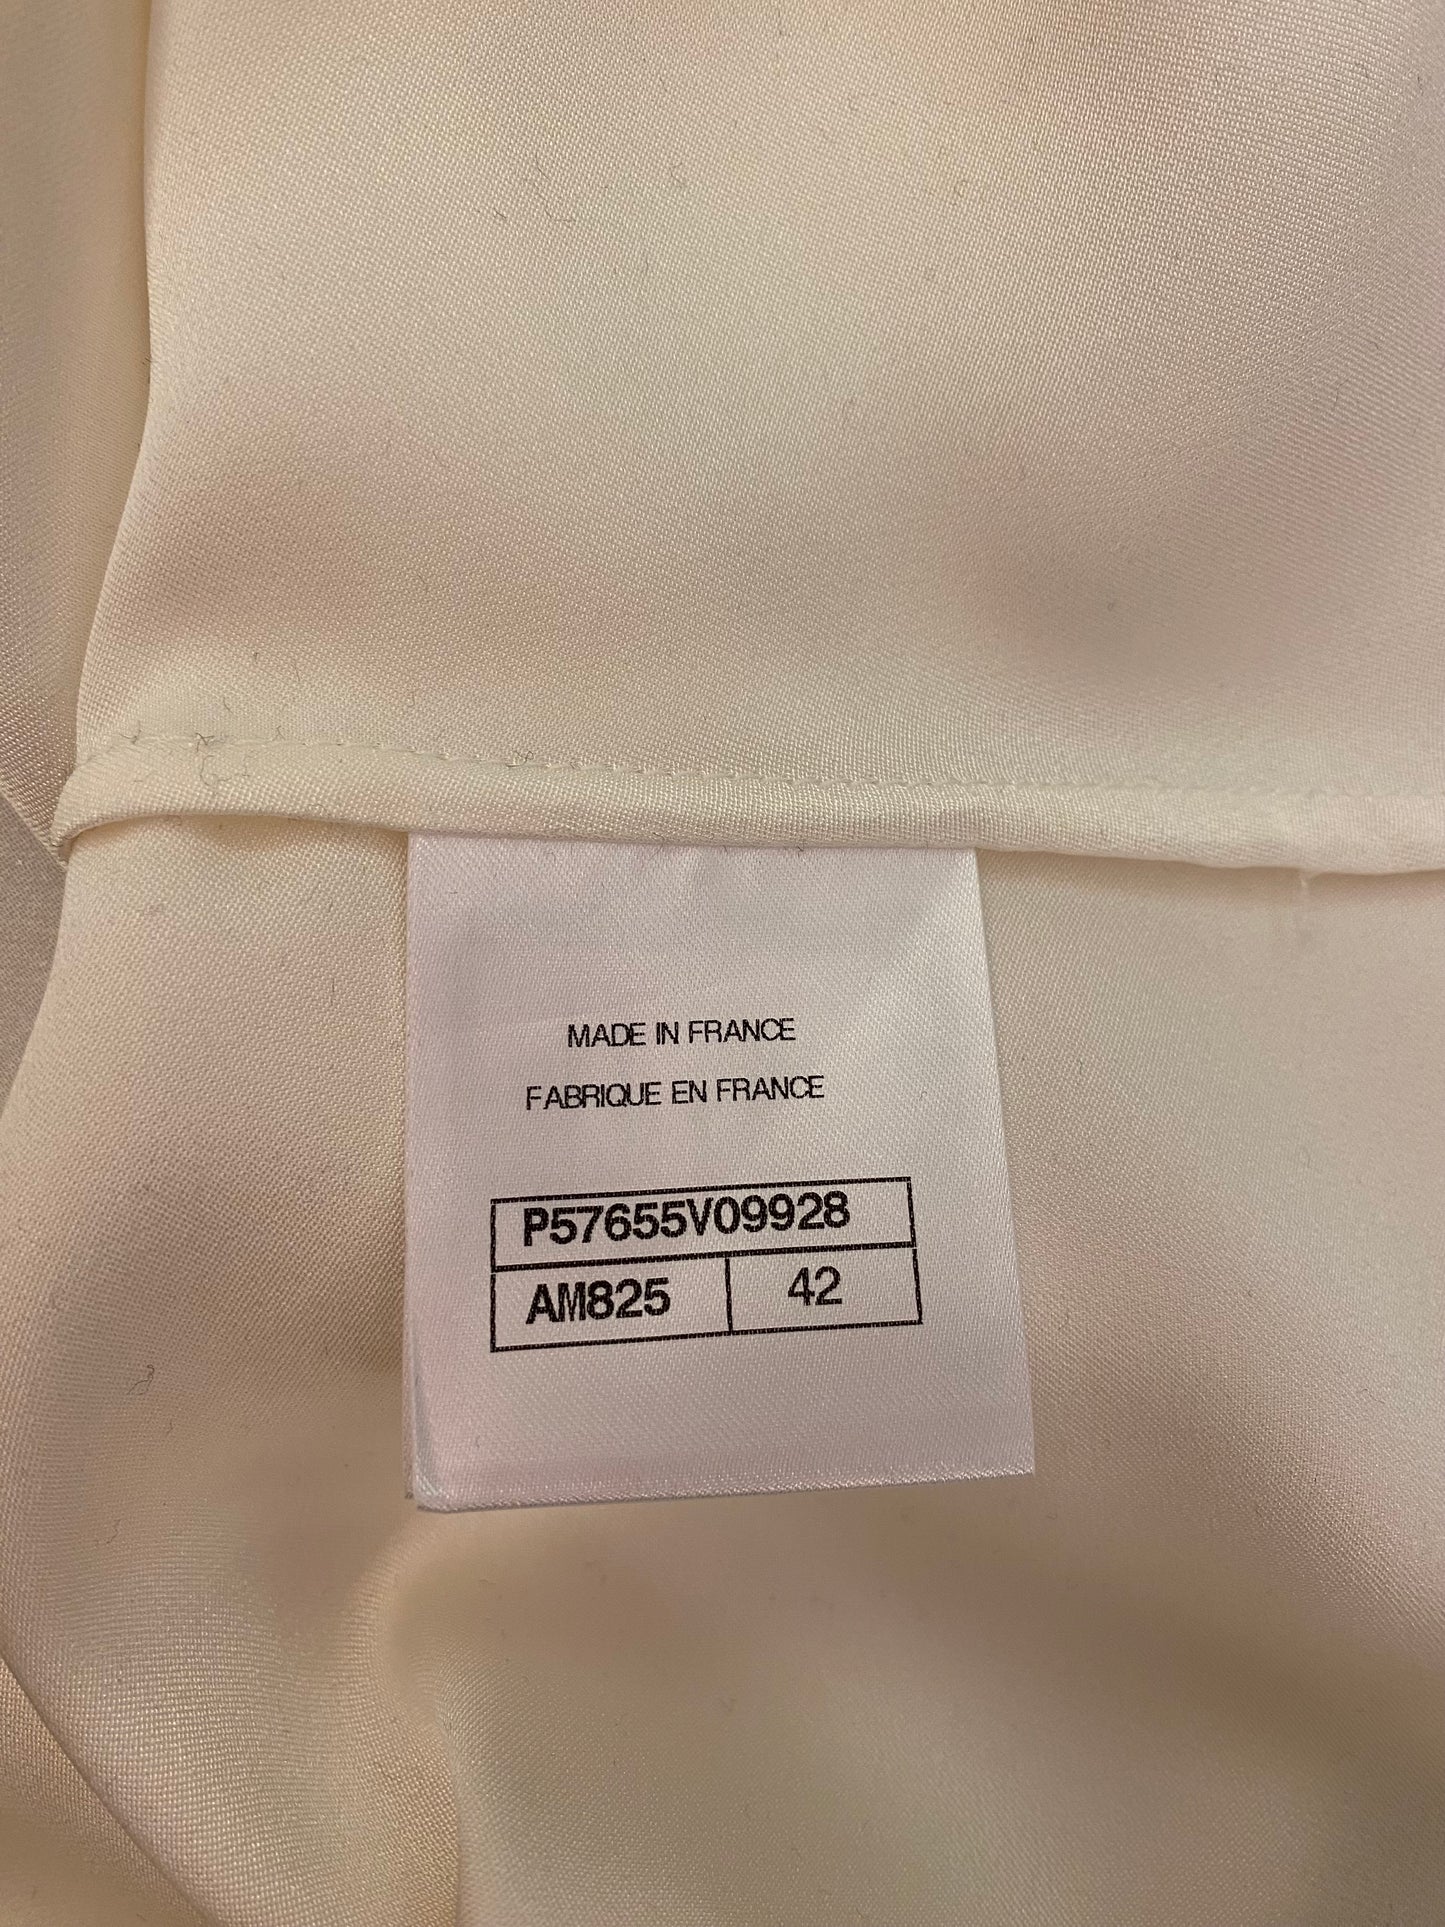 MADE IN FRANCE
FABRIQUE EN FRANCE
P57655V09928
AM825 42